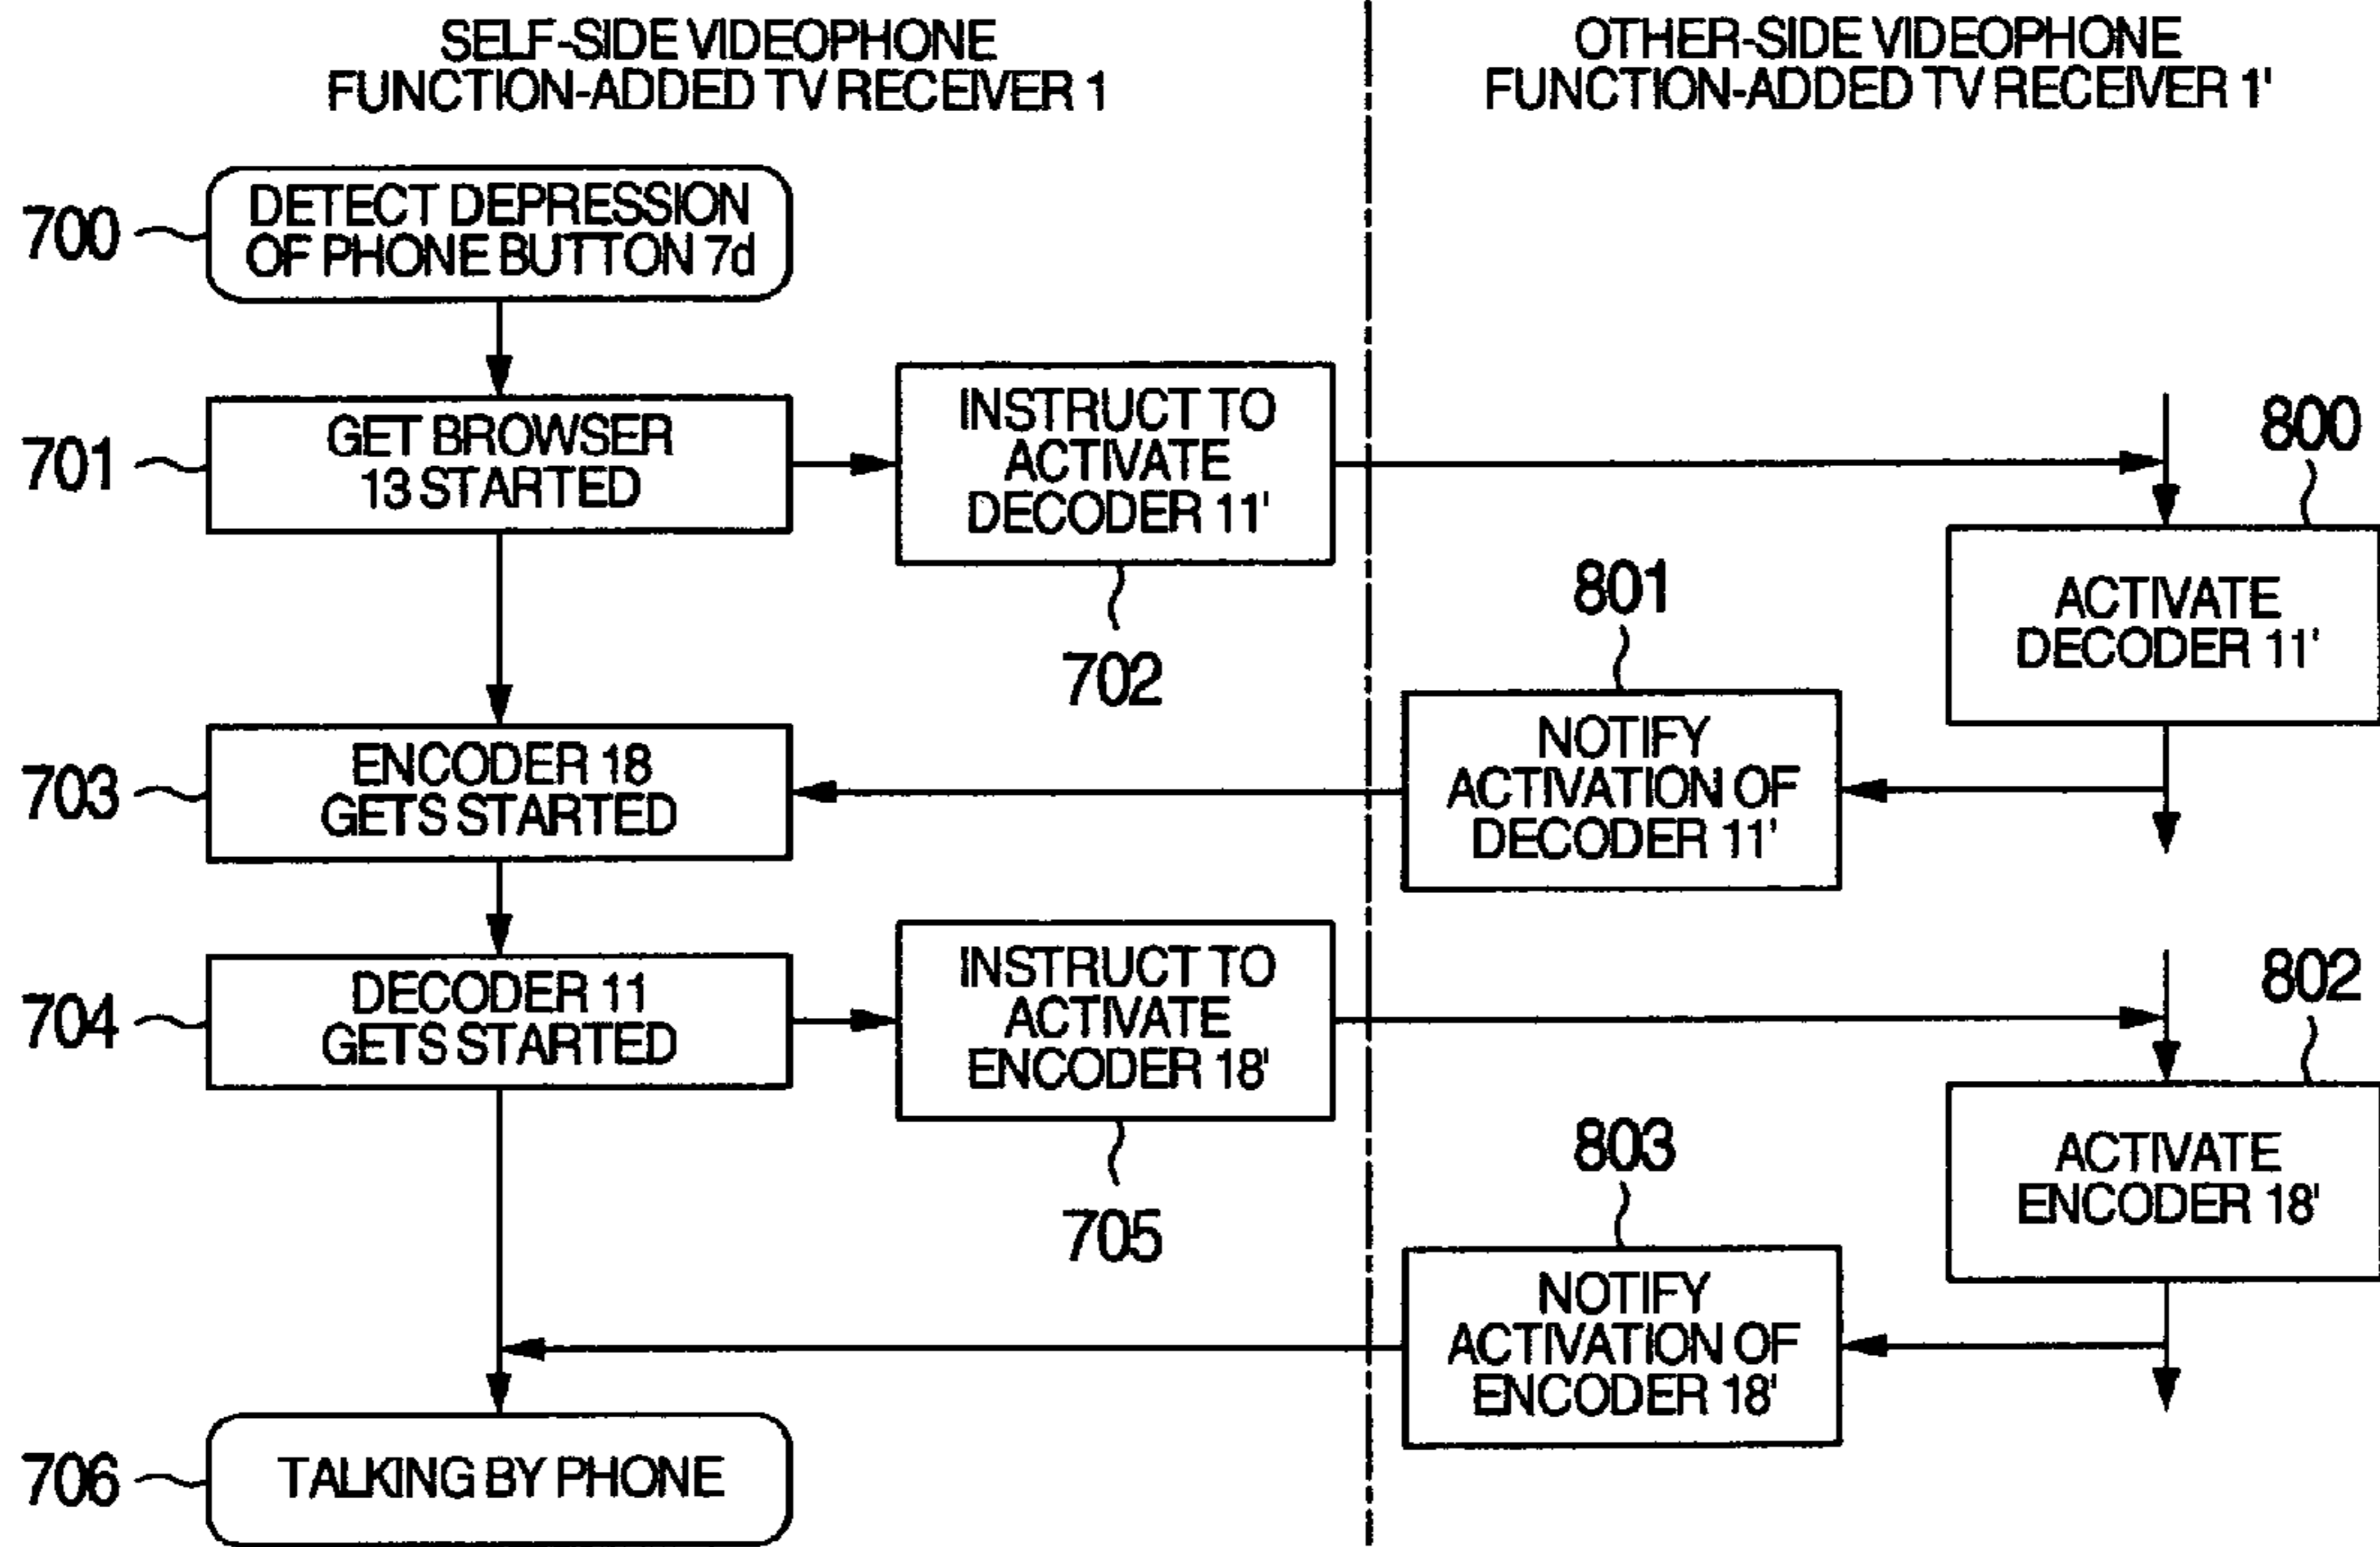 SELF-SIDE VIDEOPHONE
FUNCTION-ADDED TV RECEIVER 1
OTHER-SIDE VIDEOPHONE
FUNCTION-ADDED TV RECEIVER 1'
700
DETECT DEPRESSION
OF PHONE BUTTON 7d
701
GET BROWSER
13 STARTED
INSTRUCT TO
ACTIVATE
DECODER 11'
702
800
ACTIVATE
DECODER 11'
801
NOTIFY
ACTIVATION OF
DECODER 11'
703
ENCODER 18
GETS STARTED
704
DECODER 11
GETS STARTED
INSTRUCT TO
ACTIVATE
ENCODER 18'
705
802
ACTIVATE
ENCODER 18'
803
NOTIFY
ACTIVATION OF
ENCODER 18'
706
TALKING BY PHONE